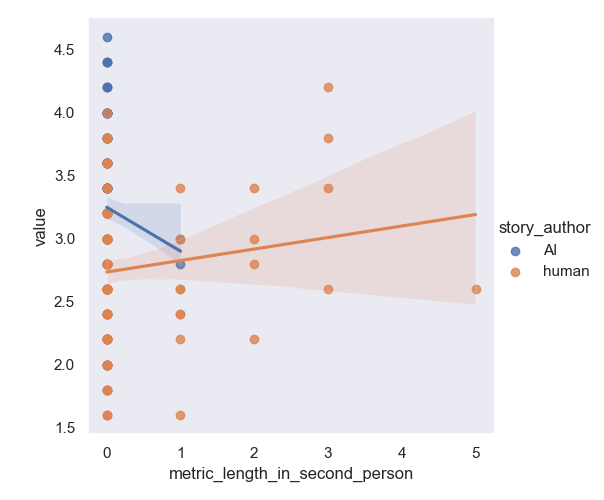 4.5
4.0
3.5
3.0
2.5
2.0
1.5
value
0 1 2 3 4 5
metric_length_in_second_person
story_author
AI
human